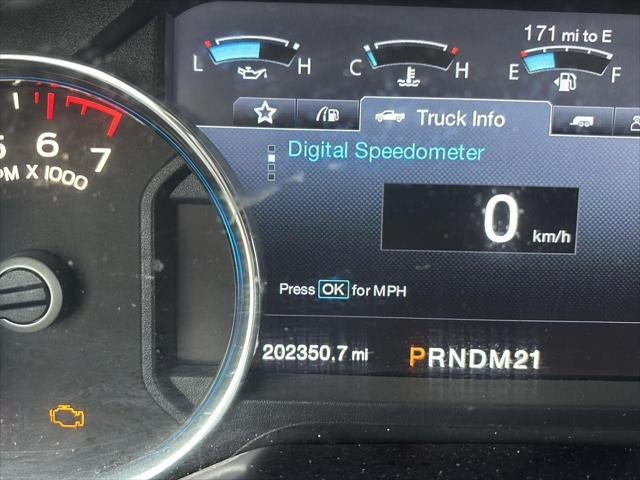 171 mi to E
L H C H E F
Truck Info
Digital Speedometer
5 6 7
PM X 1000
0 km/h
Press OK for MPH
202350.7 mi PRNDM21